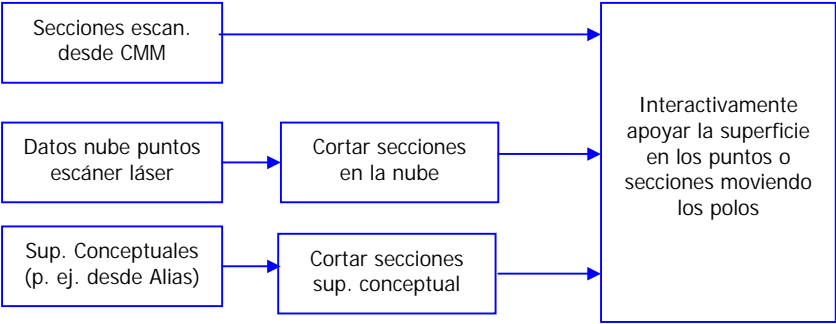 Secciones escan.
desde CMM
Datos nube puntos
escáner láser
Cortar secciones
en la nube
Sup. Conceptuales
(p. ej. desde Alias)
Cortar secciones
sup. conceptual
Interactivamente
apoyar la superficie
en los puntos o
secciones moviendo
los polos